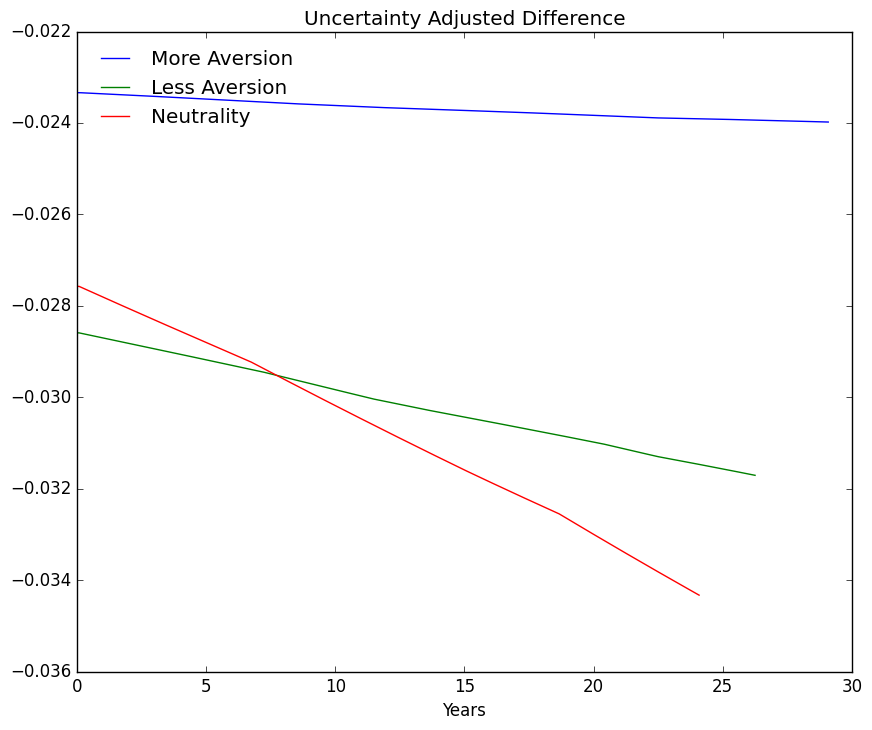 Uncertainty Adjusted Difference
−0.022
More Aversion
Less Aversion
Neutrality
−0.024
−0.026
−0.028
−0.030
−0.032
−0.034
−0.036
0 5 10 15 20 25 30
Years